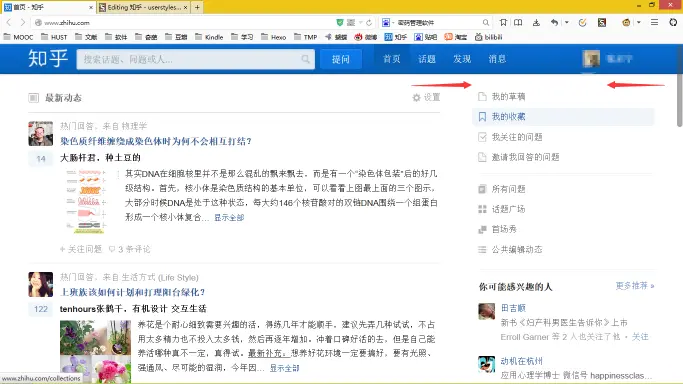 首页 - 知乎
Editing 知乎 - userstyles...
www.zhihu.com
密码管理软件
MOOC
HUST
文献
软件
奋斗
豆瓣
Kindle
学习
Hexo
TMP
蝴蝶
微博
知乎
贴吧
淘宝
bilibili
知乎
搜索话题、问题或人...
提问
首页
话题
发现
消息
最新动态
设置
热门回答，来自 物理学
染色质纤维缠绕成染色体时为何不会相互打结？
14
大肠杆君，种土豆的
其实DNA在细胞核里并不是那么混乱的飘来飘去，而是有一个"染色体包装"后的好几
级结构，首先，核小体是染色质结构的基本单位，可以看看上图最上面的三个图示，
大部分时候DNA是处于这种状态，每大约146个核苷酸对的双链DNA围绕一个组蛋白
形成一个核小体复合... 显示全部
+ 关注问题
3 条评论
热门回答，来自 生活方式 (Life Style)
上班族该如何计划和打理阳台绿化？
122
tenhours张鹤千，有机设计 交互生活
养花是个耐心细致需要兴趣的活，得练几年才能顺手，建议先弄几种试试，不占
用太多精力也不投入太多钱，然后再逐年增加，冲着口碑好活的去，但是自己能
养活哪种真不一定，真得试。最新补充。想养好花环境一定要搞好，要有光照、
强通风、尽可能的湿润，今年因... 显示全部
我的草稿
我的收藏
我关注的问题
邀请我回答的问题
所有问题
话题广场
首场秀
公共编辑动态
你可能感兴趣的人
更多推荐 »
田吉顺
新书《妇产科男医生告诉你》上市
Erroll Garner 等 2 人也关注了他 • 关注
动机在杭州
应用心理学博士 微信号 happinessclas...
www.zhihu.com/collections